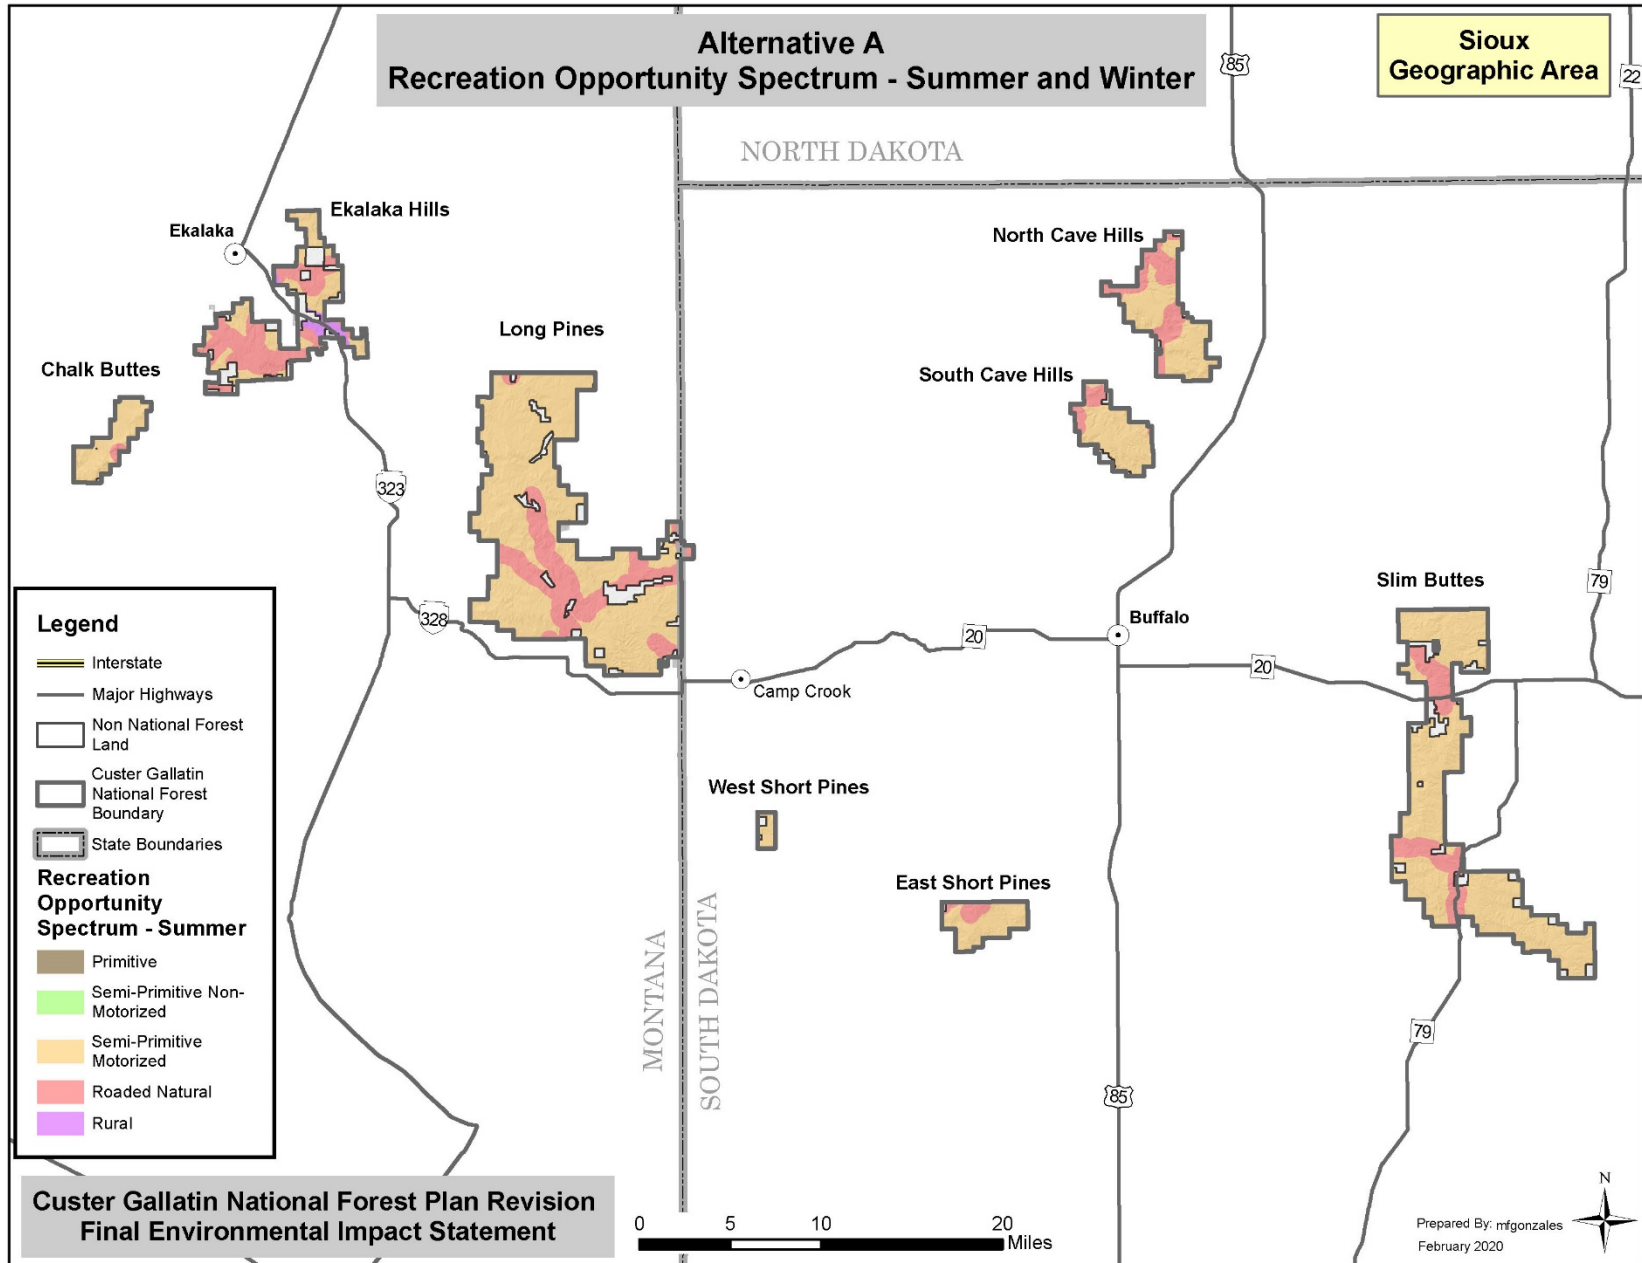 Alternative A
Recreation Opportunity Spectrum - Summer and Winter
Sioux
Geographic Area
85
22
NORTH DAKOTA
Ekalaka Hills
Ekalaka
North Cave Hills
Long Pines
Chalk Buttes
South Cave Hills
323
79
Slim Buttes
328
20
Buffalo
20
Camp Crook
West Short Pines
East Short Pines
MONTANA
SOUTH DAKOTA
79
85
Legend
Interstate
Major Highways
Non National Forest
Land
Custer Gallatin
National Forest
Boundary
State Boundaries
Recreation
Opportunity
Spectrum - Summer
Primitive
Semi-Primitive Non-
Motorized
Semi-Primitive
Motorized
Roaded Natural
Rural
Custer Gallatin National Forest Plan Revision
Final Environmental Impact Statement
0 5 10 20
Miles
N
Prepared By: mfgonzales
February 2020